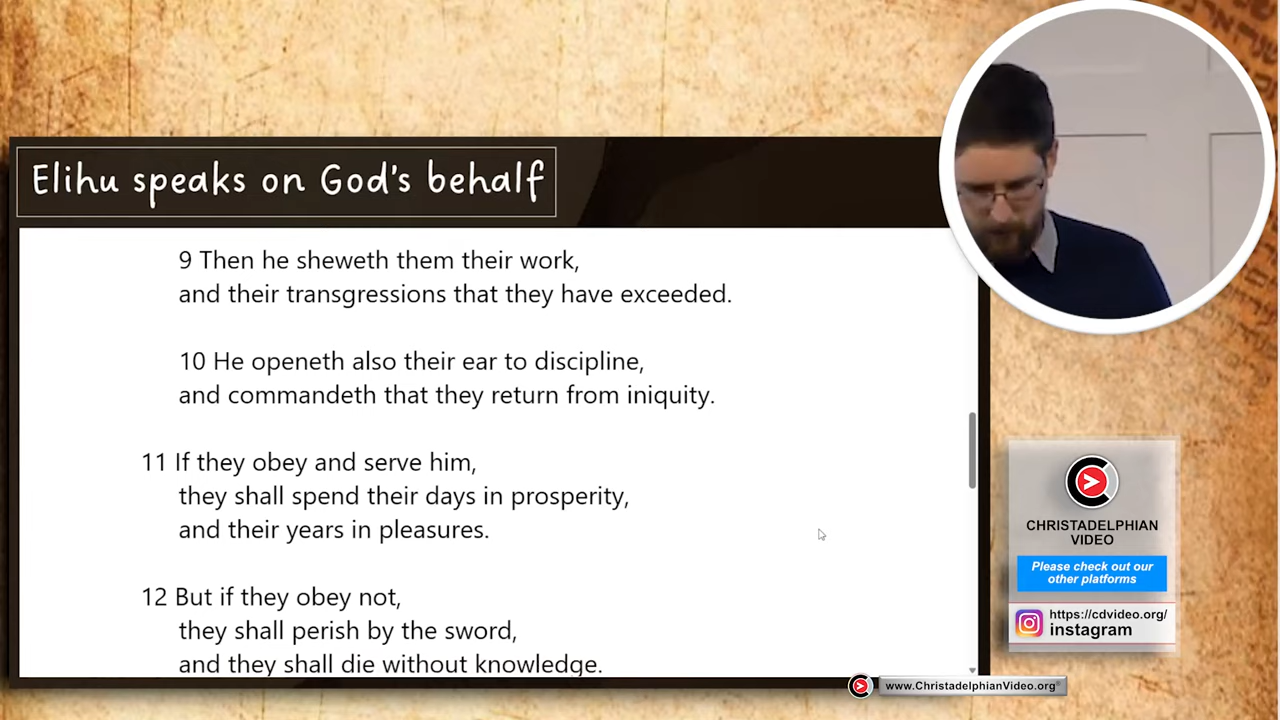 Elihu speaks on God's behalf
9 Then he sheweth them their work,
and their transgressions that they have exceeded.
10 He openeth also their ear to discipline,
and commandeth that they return from iniquity.
11 If they obey and serve him,
they shall spend their days in prosperity,
and their years in pleasures.
12 But if they obey not,
they shall perish by the sword,
and they shall die without knowledge.
CHRISTADELPHIAN
VIDEO
Please check out our
other platforms
https://cdvideo.org/
instagram
www.ChristadelphianVideo.org